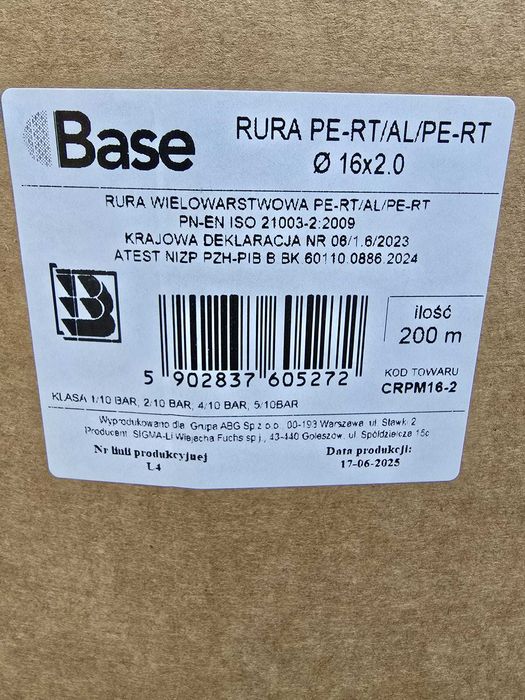 Base
RURA PE-RT/AL/PE-RT
Ø 16x2.0
RURA WIELOWARSTWOWA PE-RT/AL/PE-RT
PN-EN ISO 21003-2:2009
KRAJOWA DEKLARACJA NR 06/1.6/2023
ATEST NIZP PZH-PIB B BK 60110.0886.2024
ilość
200 m
5 902837 605272
KOD TOWARU
CRPM16-2
KLASA 1/10 BAR, 2/10 BAR, 4/10 BAR, 5/10BAR
Wyprodukowano dla: Grupa ABG Sp z o.o., 00-193 Warszawa ul. Stawki 2
Producent SIGMA-Li Wiejacha Fuchs sp j., 43-440 Goleszów, ul. Spółdzielcza 15c
Nr linii produkcyjnej
L4
Data produkcji:
17-06-2025